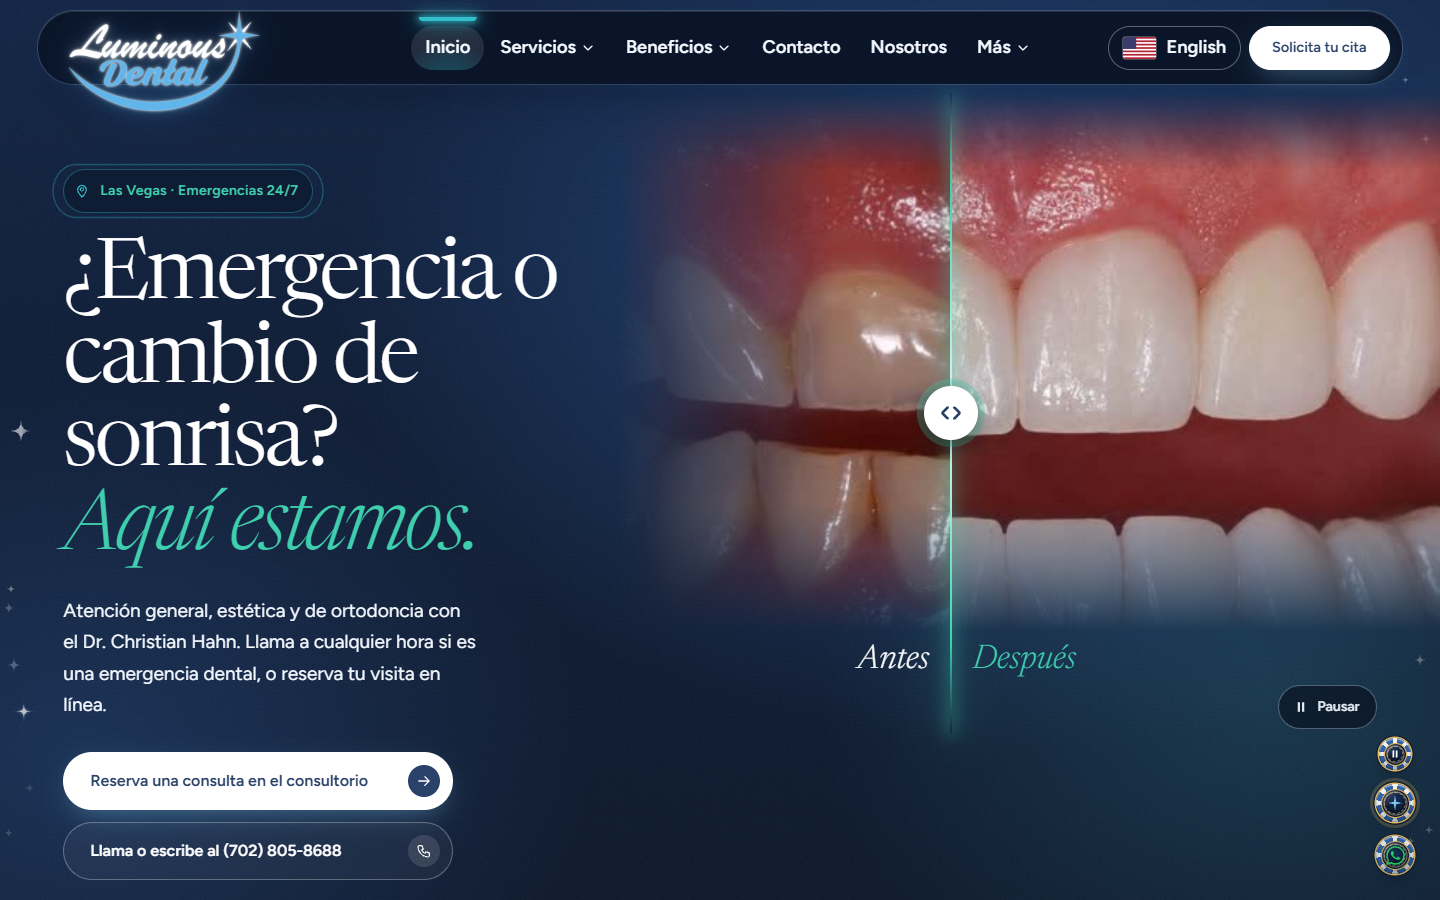 Luminous
Dental
Inicio
Servicios
Beneficios
Contacto
Nosotros
Más
English
Solicita tu cita
Las Vegas · Emergencias 24/7
¿Emergencia o
cambio de
sonrisa?
Aquí estamos.
Atención general, estética y de ortodoncia con
el Dr. Christian Hahn. Llama a cualquier hora si es
una emergencia dental, o reserva tu visita en
línea.
Reserva una consulta en el consultorio
Llama o escribe al (702) 805-8688
Antes
Después
Pausar